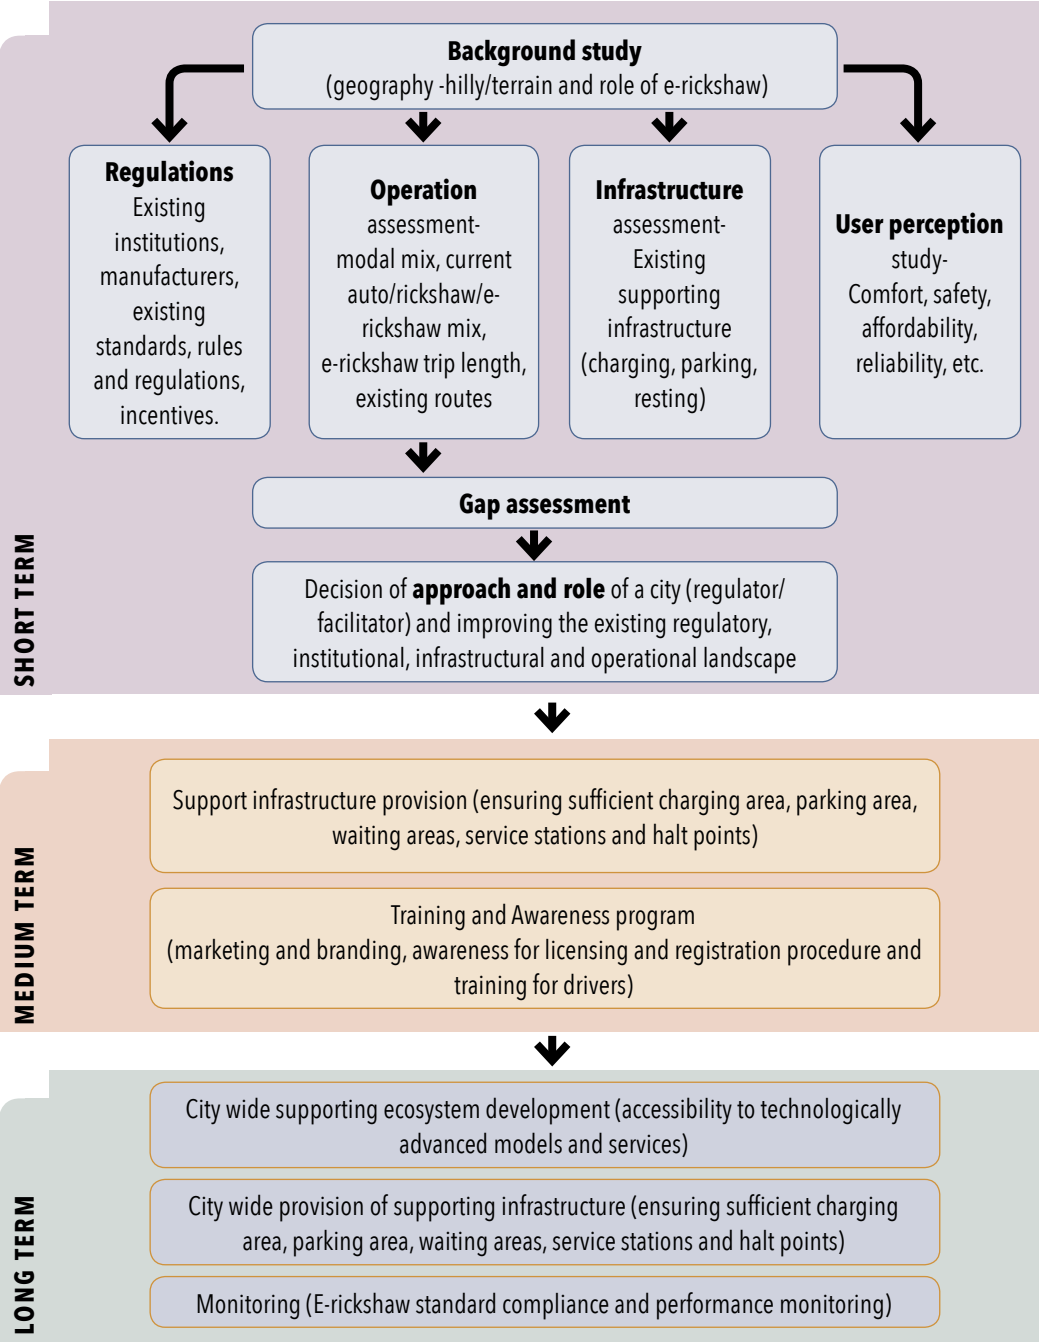 SHORT TERM
Background study
(geography -hilly/terrain and role of e-rickshaw)
Regulations
Existing
institutions,
manufacturers,
existing
standards, rules
and regulations,
incentives.
Operation
assessment-
modal mix, current
auto/rickshaw/e-
rickshaw mix,
e-rickshaw trip length,
existing routes
Infrastructure
assessment-
Existing
supporting
infrastructure
(charging, parking,
resting)
User perception
study-
Comfort, safety,
affordability,
reliability, etc.
Gap assessment
Decision of approach and role of a city (regulator/
facilitator) and improving the existing regulatory,
institutional, infrastructural and operational landscape
MEDIUM TERM
Support infrastructure provision (ensuring sufficient charging area, parking area,
waiting areas, service stations and halt points)
Training and Awareness program
(marketing and branding, awareness for licensing and registration procedure and
training for drivers)
LONG TERM
City wide supporting ecosystem development (accessibility to technologically
advanced models and services)
City wide provision of supporting infrastructure (ensuring sufficient charging
area, parking area, waiting areas, service stations and halt points)
Monitoring (E-rickshaw standard compliance and performance monitoring)